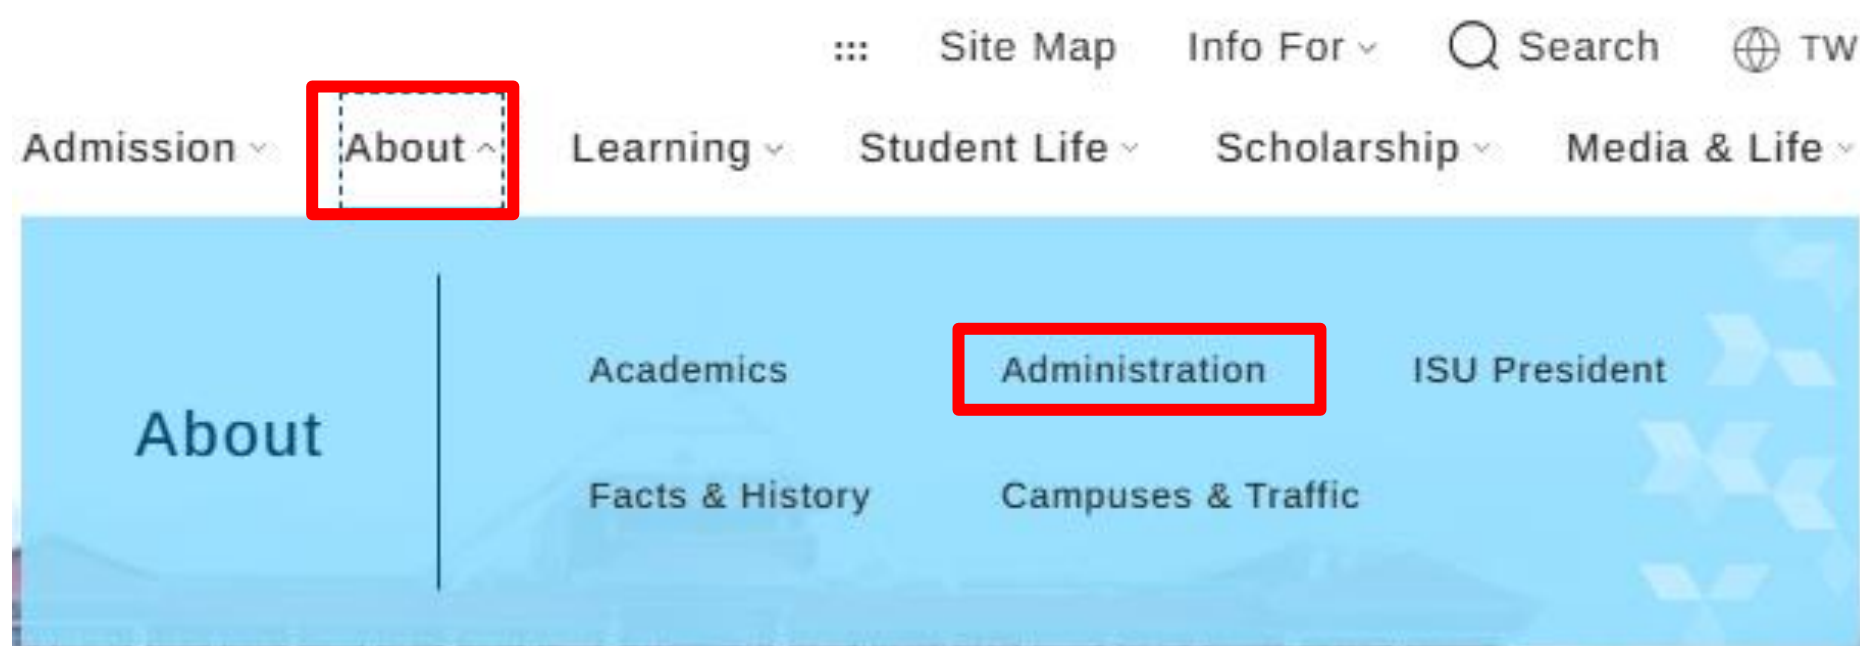 ::: Site Map Info For Search TW
Admission About Learning Student Life Scholarship Media & Life
Academics Administration ISU President
About
Facts & History Campuses & Traffic